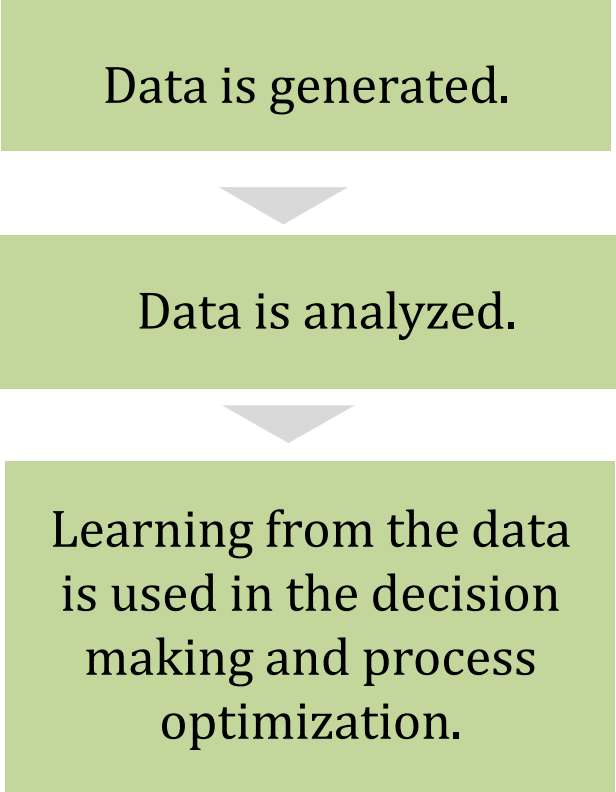 Data is generated.
Data is analyzed.
Learning from the data
is used in the decision
making and process
optimization.